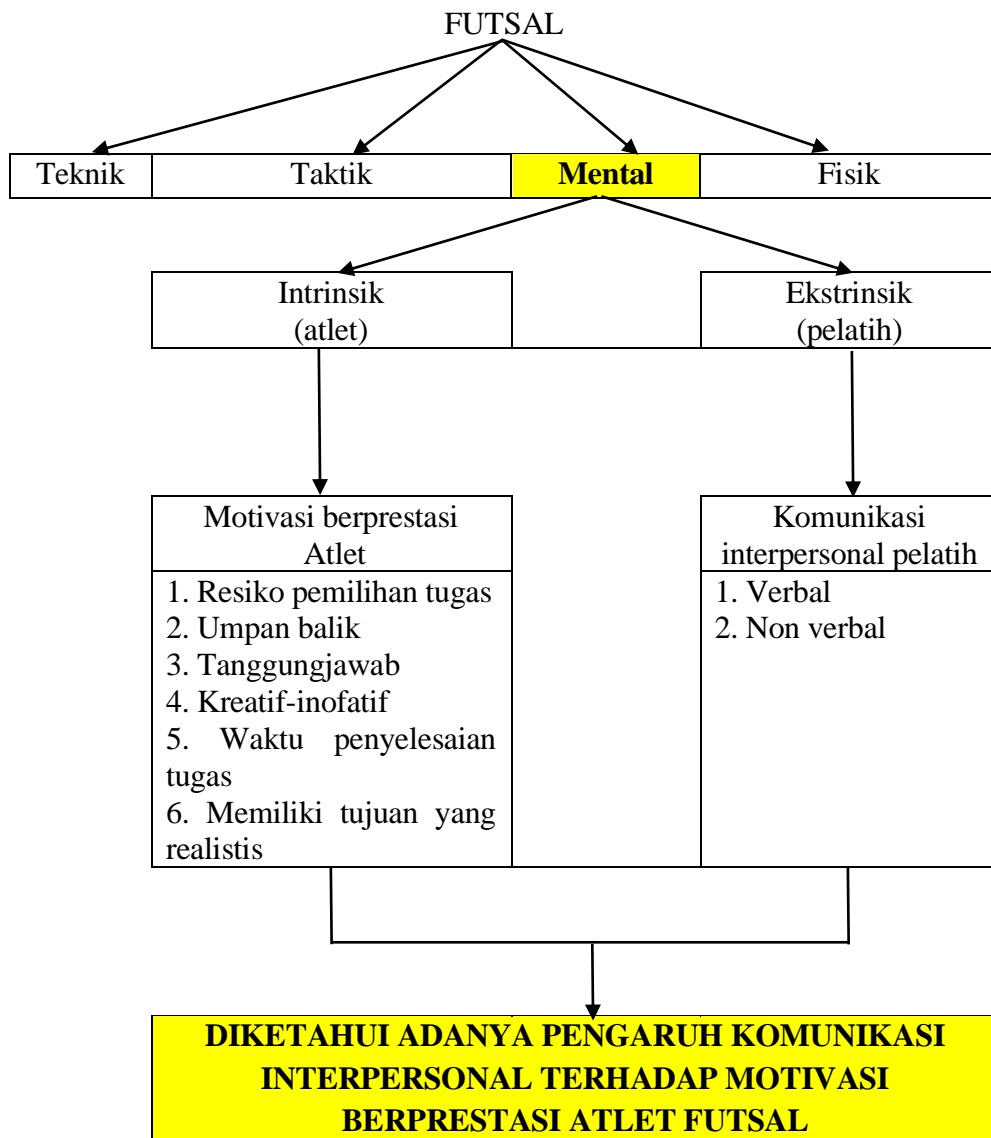 FUTSAL
Teknik
Taktik
Mental
Fisik
Intrinsik
(atlet)
Ekstrinsik
(pelatih)
Motivasi berprestasi
Atlet
1. Resiko pemilihan tugas
2. Umpan balik
3. Tanggungjawab
4. Kreatif-inofatif
5. Waktu penyelesaian
tugas
6. Memiliki tujuan yang
realistis
Komunikasi
interpersonal pelatih
1. Verbal
2. Non verbal
DIKETAHUI ADANYA PENGARUH KOMUNIKASI
INTERPERSONAL TERHADAP MOTIVASI
BERPRESTASI ATLET FUTSAL